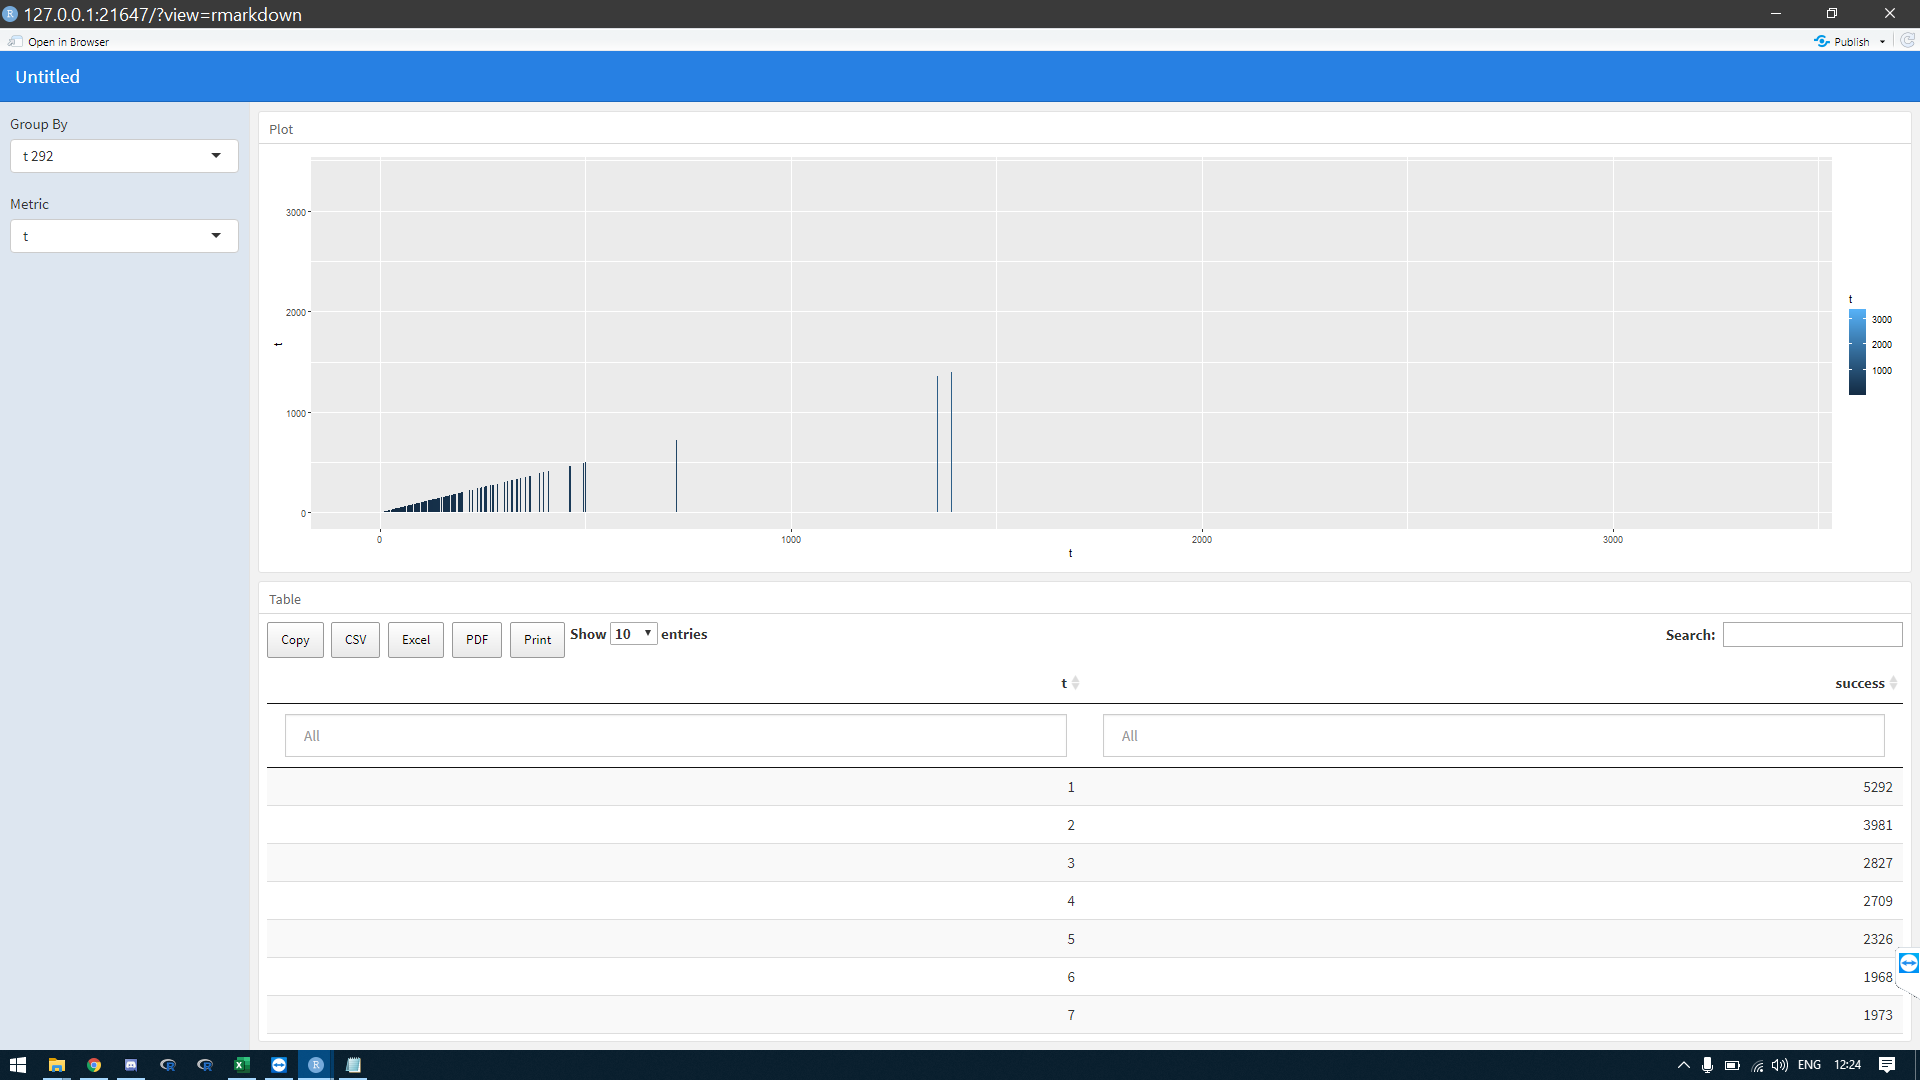 127.0.0.1:21647/?view=rmarkdown
Open in Browser
Publish
Untitled
Group By
t 292
Metric
t
Plot
3000
2000
1000
0
t
0 1000 2000 3000
t
t
3000
2000
1000
Table
Copy CSV Excel PDF Print Show 10 entries
Search:
t success
All All
1 5292
2 3981
3 2827
4 2709
5 2326
6 1968
7 1973
ENG 12:24